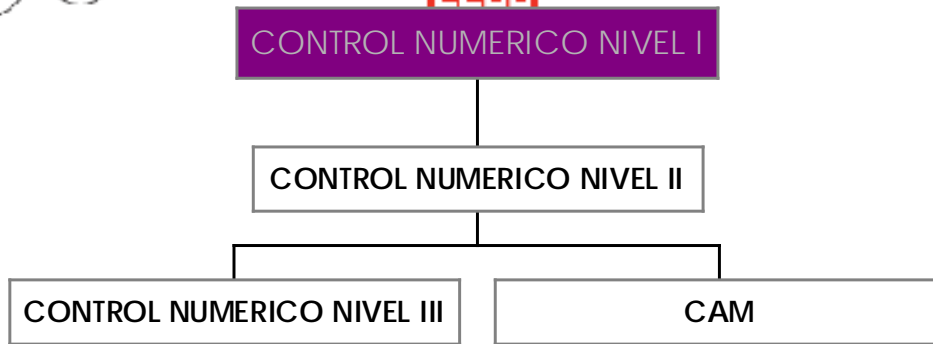 CONTROL NUMERICO NIVEL I
CONTROL NUMERICO NIVEL II
CONTROL NUMERICO NIVEL III
CAM